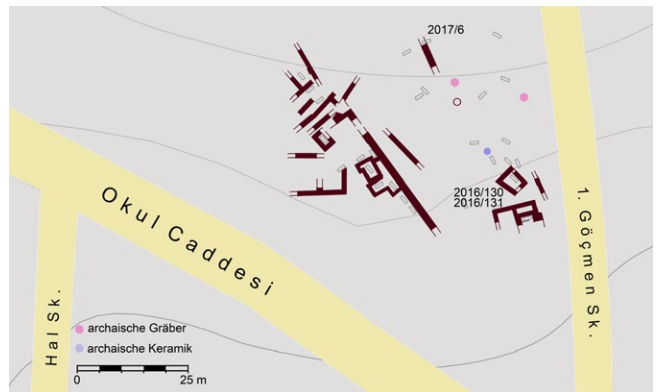 2017/6
2016/130
2016/131
Okul Caddesi
1. Göçmen Sk.
Hal Sk.
archaische Gräber
archaische Keramik
0 25 m